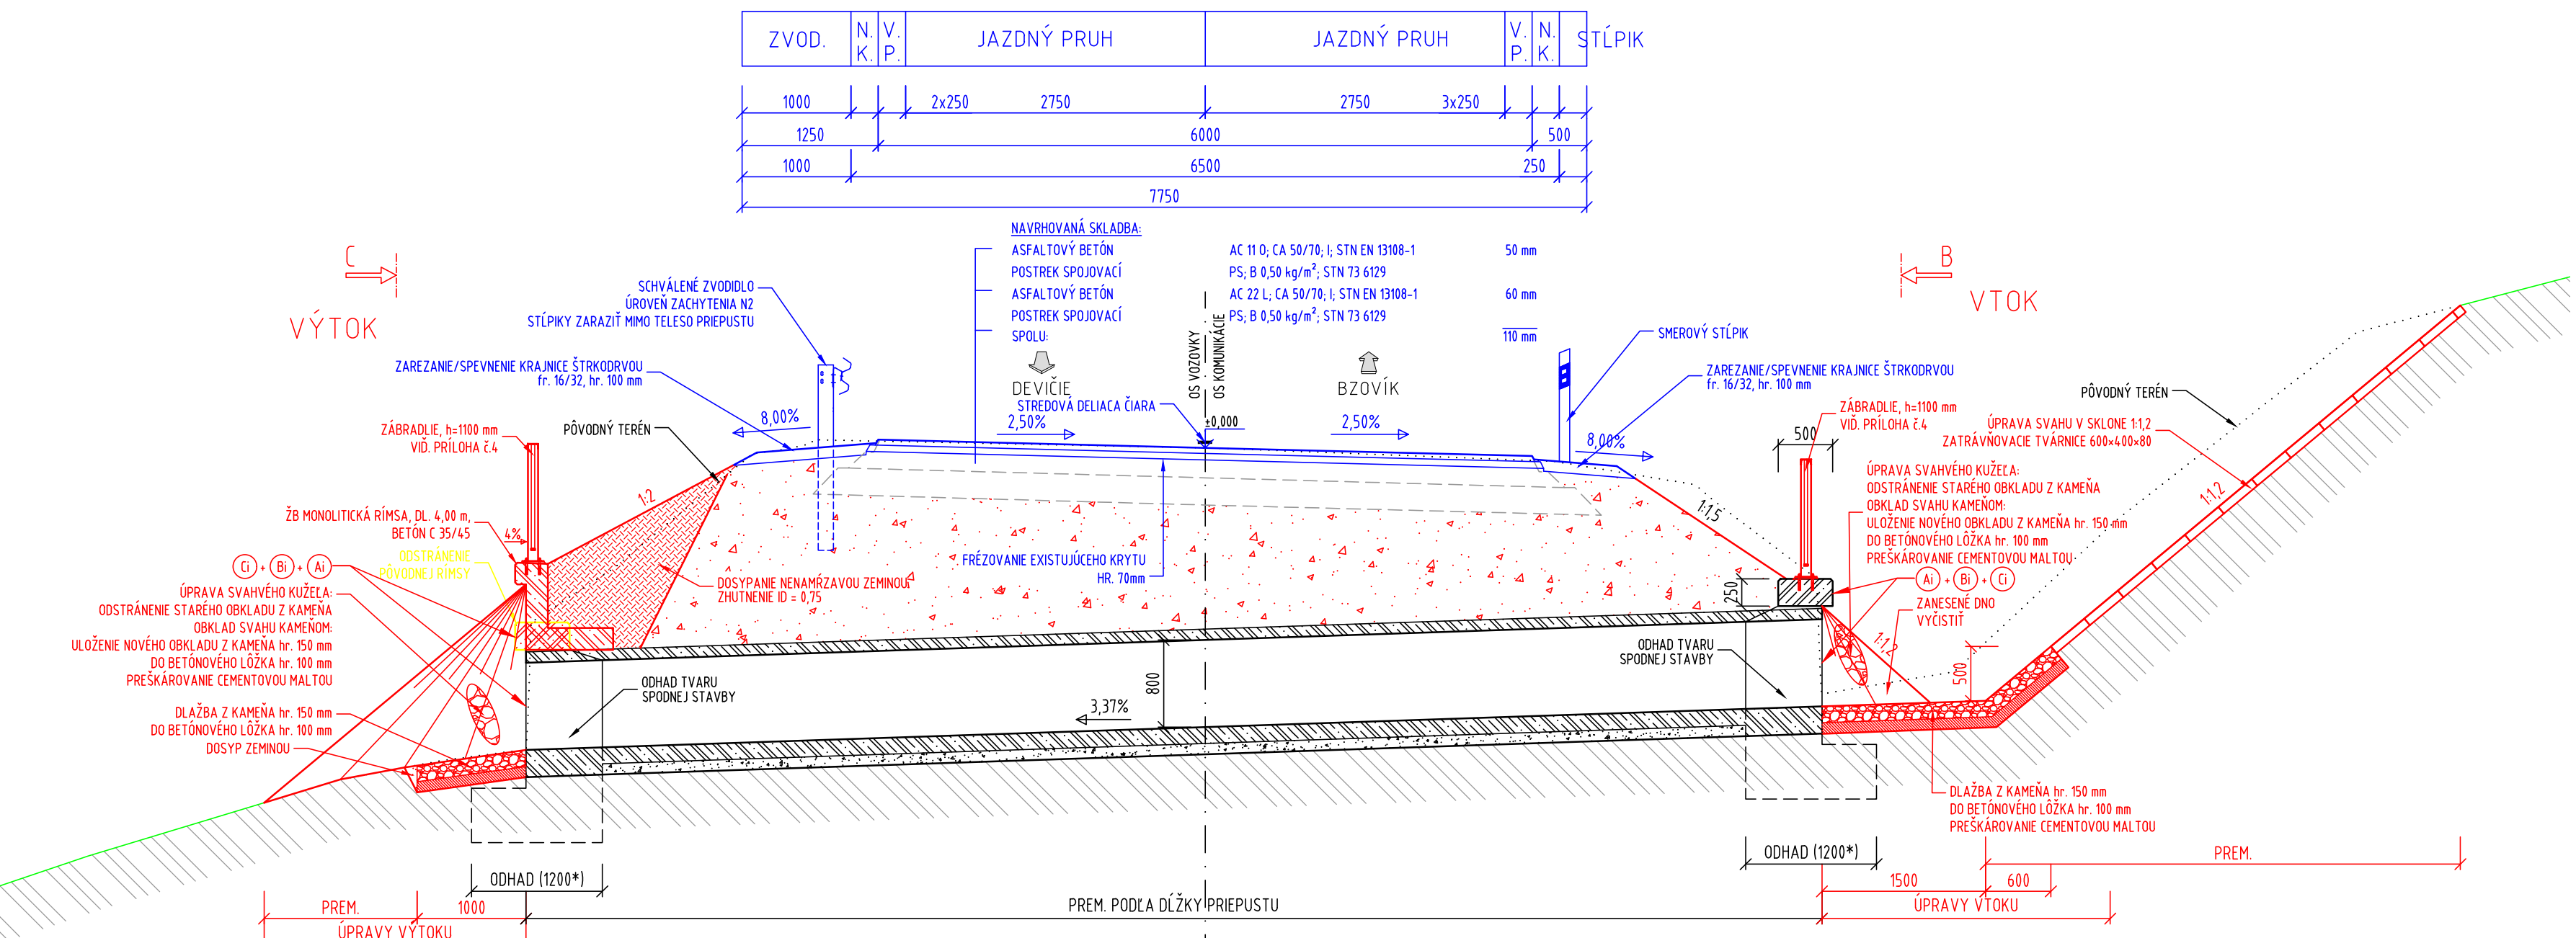 ZVOD.
N.
K.
V.
P.
JAZDNÝ PRUH
JAZDNÝ PRUH
V.
P.
N.
K.
STĹPIK
1000
2x250
2750
2750
3x250
1250
6000
500
1000
6500
250
7750
NAVRHOVANÁ SKLADBA:
ASFALTOVÝ BETÓN AC 11 O; CA 50/70; I; STN EN 13108-1 50 mm
POSTREK SPOJOVACÍ PS; B 0,50 kg/m²; STN 73 6129
ASFALTOVÝ BETÓN AC 22 L; CA 50/70; I; STN EN 13108-1 60 mm
POSTREK SPOJOVACÍ PS; B 0,50 kg/m²; STN 73 6129
SPOLU: 110 mm
C
VÝTOK
B
VTOK
SCHVÁLENÉ ZVODIDLO
ÚROVEŇ ZACHYTENIA N2
STĹPIKY ZARAZIŤ MIMO TELESO PRIEPUSTU
ZAREZANIE/SPEVNENIE KRAJNICE ŠTRKODRVOU
fr. 16/32, hr. 100 mm
DEVIČIE
BZOVÍK
STREDOVÁ DELIACA ČIARA
OS VOZOVKY
OS KOMUNIKÁCIE
±0,000
8,00%
2,50%
2,50%
8,00%
SMEROVÝ STĹPIK
ZAREZANIE/SPEVNENIE KRAJNICE ŠTRKODRVOU
fr. 16/32, hr. 100 mm
PÔVODNÝ TERÉN
PÔVODNÝ TERÉN
ZÁBRADLIE, h=1100 mm
VIĎ. PRÍLOHA č.4
ZÁBRADLIE, h=1100 mm
VIĎ. PRÍLOHA č.4
500
ÚPRAVA SVAHU V SKLONE 1:1,2
ZATRÁVŇOVACIE TVÁRNICE 600×400×80
1:2
1:1,5
1:1,2
ÚPRAVA SVAHVÉHO KUŽEĽA:
ODSTRÁNENIE STARÉHO OBKLADU Z KAMEŇA
OBKLAD SVAHU KAMEŇOM:
ULOŽENIE NOVÉHO OBKLADU Z KAMEŇA hr. 150 mm
DO BETÓNOVÉHO LÔŽKA hr. 100 mm
PREŠKÁROVANIE CEMENTOVOU MALTOU
Ai + Bi + Ci
ZANESENÉ DNO
VYČISTIŤ
ŽB MONOLITICKÁ RÍMSA, DL. 4,00 m,
BETÓN C 35/45
4%
ODSTRÁNENIE
PÔVODNEJ RÍMSY
Ci + Bi + Ai
ÚPRAVA SVAHVÉHO KUŽEĽA:
ODSTRÁNENIE STARÉHO OBKLADU Z KAMEŇA
OBKLAD SVAHU KAMEŇOM:
ULOŽENIE NOVÉHO OBKLADU Z KAMEŇA hr. 150 mm
DO BETÓNOVÉHO LÔŽKA hr. 100 mm
PREŠKÁROVANIE CEMENTOVOU MALTOU
DLAŽBA Z KAMEŇA hr. 150 mm
DO BETÓNOVÉHO LÔŽKA hr. 100 mm
DOSYP ZEMINOU
FRÉZOVANIE EXISTUJÚCEHO KRYTU
HR. 70mm
DOSYPANIE NENAMŔZAVOU ZEMINOU
ZHUTNENIE ID = 0,75
250
ODHAD TVARU
SPODNEJ STAVBY
ODHAD TVARU
SPODNEJ STAVBY
800
3,37%
1:1,2
500
DLAŽBA Z KAMEŇA hr. 150 mm
DO BETÓNOVÉHO LÔŽKA hr. 100 mm
PREŠKÁROVANIE CEMENTOVOU MALTOU
ODHAD (1200*)
ODHAD (1200*)
PREM.
1500
600
ÚPRAVY VTOKU
PREM.
1000
ÚPRAVY VÝTOKU
PREM. PODĽA DĹŽKY PRIEPUSTU